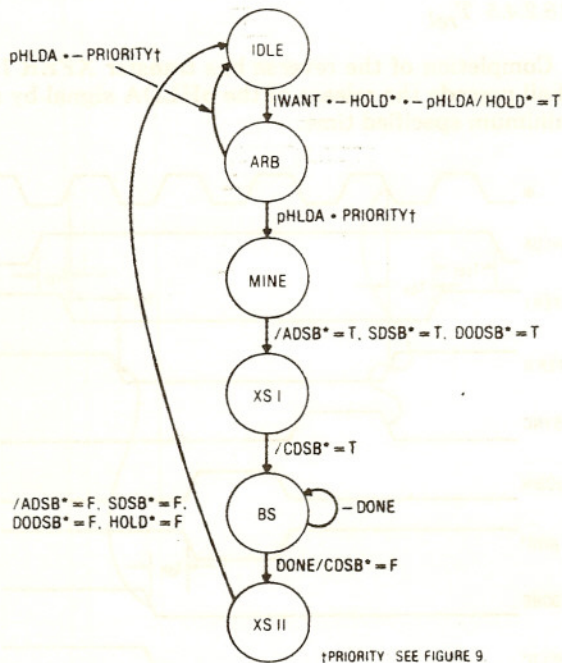 IDLE
pHLDA • – PRIORITY†
IWANT • – HOLD* • – pHLDA/HOLD* = T
ARB
pHLDA • PRIORITY†
MINE
/ADSB* = T, SDSB* = T, DODSB* = T
XS I
/CDSB* = T
BS
– DONE
/ADSB* = F, SDSB* = F,
DODSB* = F, HOLD* = F
DONE/CDSB* = F
XS II
†PRIORITY SEE FIGURE 9.